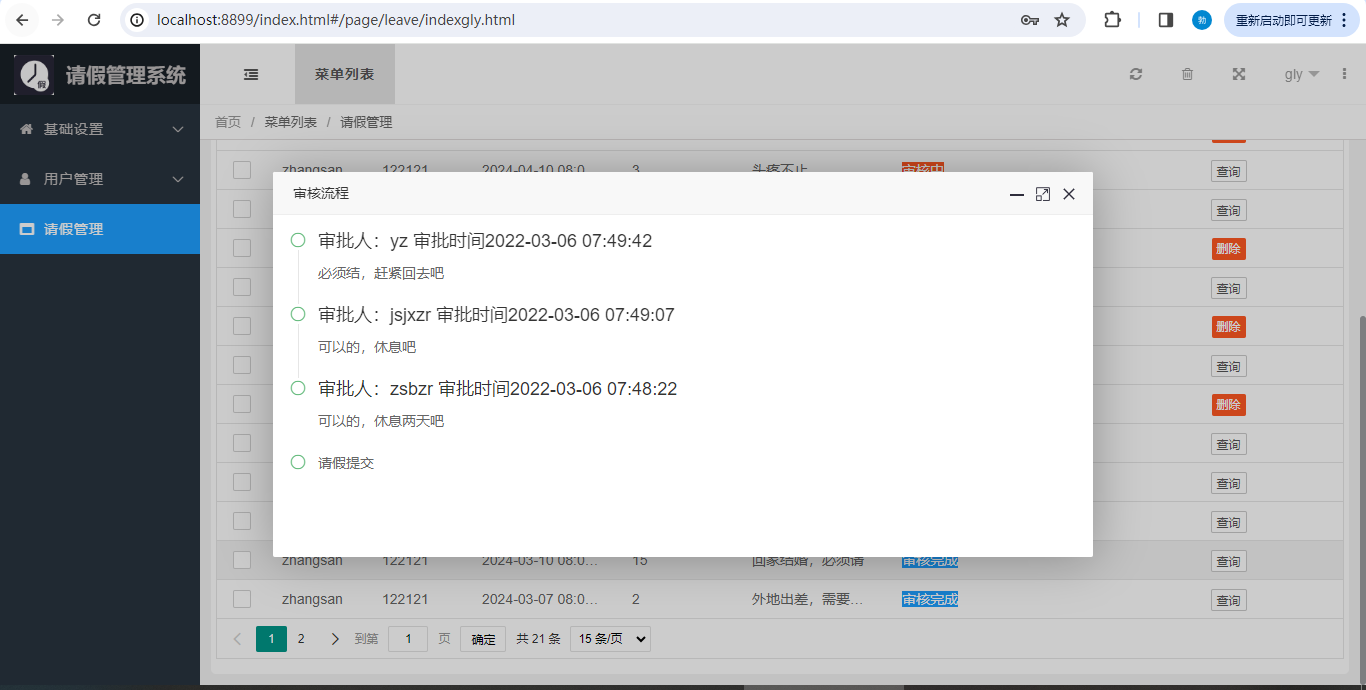 localhost:8899/index.html#/page/leave/indexgly.html
勃
重新启动即可更新
假
请假管理系统
菜单列表
gly
基础设置
首页 / 菜单列表 / 请假管理
zhangsan 122121 2024-04-10 08:0... 3 头疼不止 审核中 查询
用户管理
审核流程
查询
请假管理
审批人：yz 审批时间2022-03-06 07:49:42
删除
必须结，赶紧回去吧
查询
审批人：jsjxzr 审批时间2022-03-06 07:49:07
删除
可以的，休息吧
查询
审批人：zsbzr 审批时间2022-03-06 07:48:22
删除
可以的，休息两天吧
查询
请假提交
查询
查询
zhangsan 122121 2024-03-10 08:0... 15 回家结婚，必须请 审核完成 查询
zhangsan 122121 2024-03-07 08:0... 2 外地出差，需要... 审核完成 查询
1 2 到第 1 页 确定 共 21 条 15 条/页